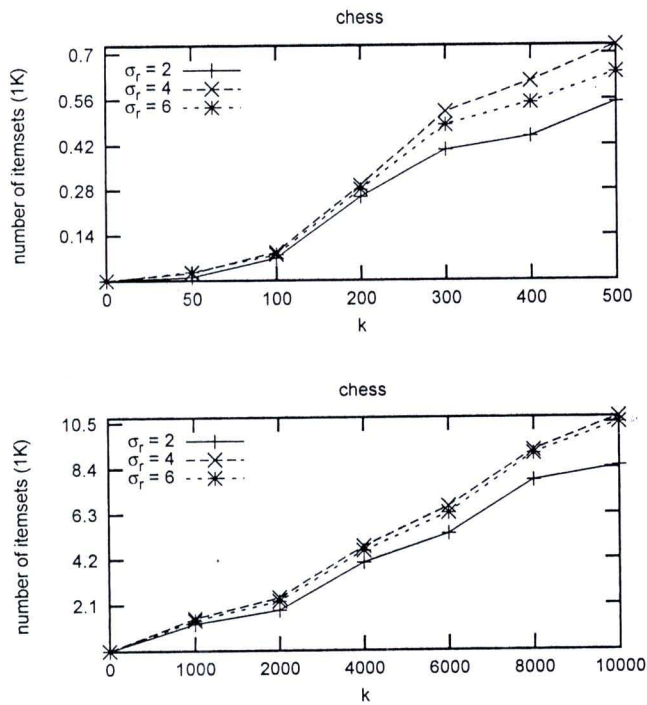 chess
number of itemsets (1K)
0.7
0.56
0.42
0.28
0.14
σr = 2
σr = 4
σr = 6
0 50 100 200 300 400 500
k
chess
number of itemsets (1K)
10.5
8.4
6.3
4.2
2.1
σr = 2
σr = 4
σr = 6
0 1000 2000 4000 6000 8000 10000
k